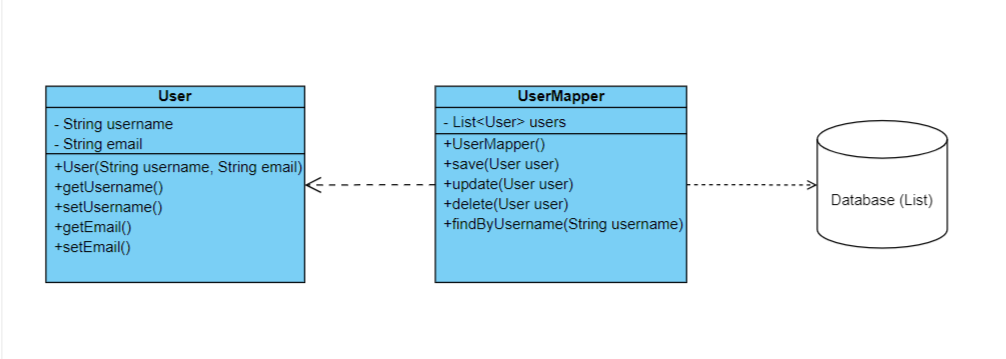 User
- String username
- String email
+User(String username, String email)
+getUsername()
+setUsername()
+getEmail()
+setEmail()
UserMapper
- List<User> users
+UserMapper()
+save(User user)
+update(User user)
+delete(User user)
+findByUsername(String username)
Database (List)